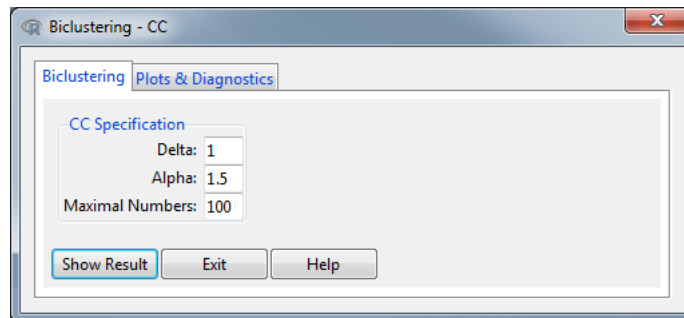 Biclustering - CC
Biclustering Plots & Diagnostics
CC Specification
Delta: 1
Alpha: 1.5
Maximal Numbers: 100
Show Result Exit Help